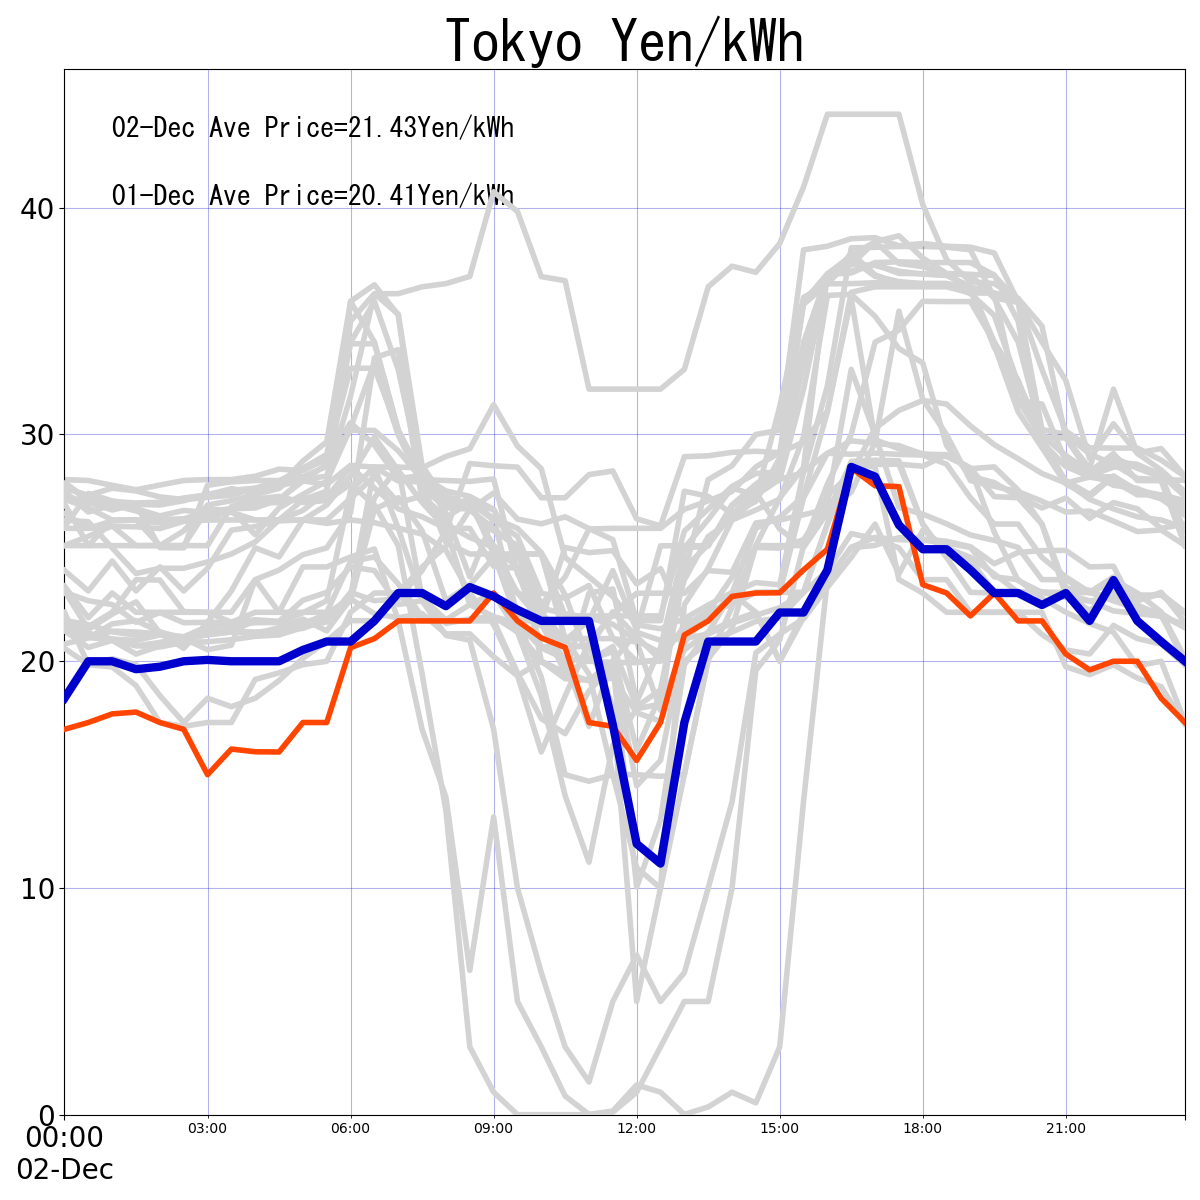 Tokyo Yen/kWh
02-Dec Ave Price=21.43Yen/kWh
01-Dec Ave Price=20.41Yen/kWh
40
30
20
10
0
00:00 03:00 06:00 09:00 12:00 15:00 18:00 21:00
02-Dec